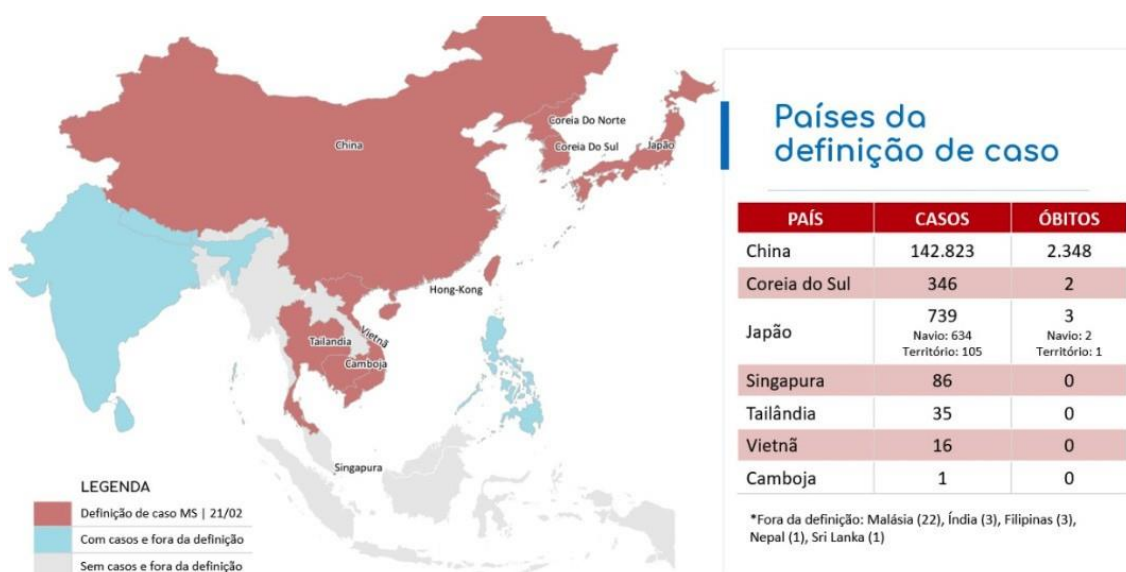 Coreia Do Norte
China
Coreia Do Sul
Japão
Hong-Kong
Vietnã
Tailandia
Camboja
Singapura
LEGENDA
Definição de caso MS | 21/02
Com casos e fora da definição
Sem casos e fora da definição
Países da
definição de caso
PAÍS CASOS ÓBITOS
China 142.823 2.348
Coreia do Sul 346 2
Japão 739 3
Navio: 634 Navio: 2
Território: 105 Território: 1
Singapura 86 0
Tailândia 35 0
Vietnã 16 0
Camboja 1 0
*Fora da definição: Malásia (22), Índia (3), Filipinas (3),
Nepal (1), Sri Lanka (1)